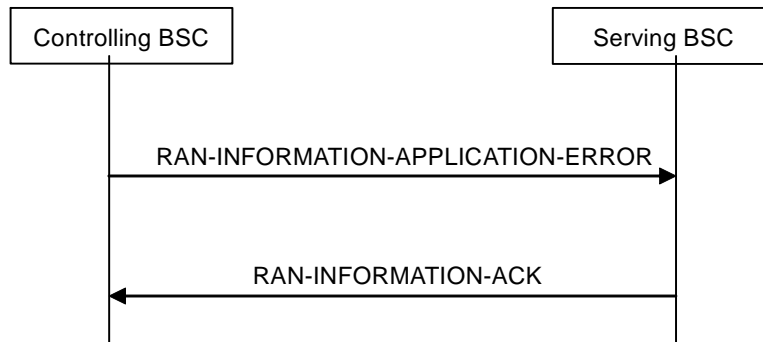 Controlling BSC
Serving BSC
RAN-INFORMATION-APPLICATION-ERROR
RAN-INFORMATION-ACK